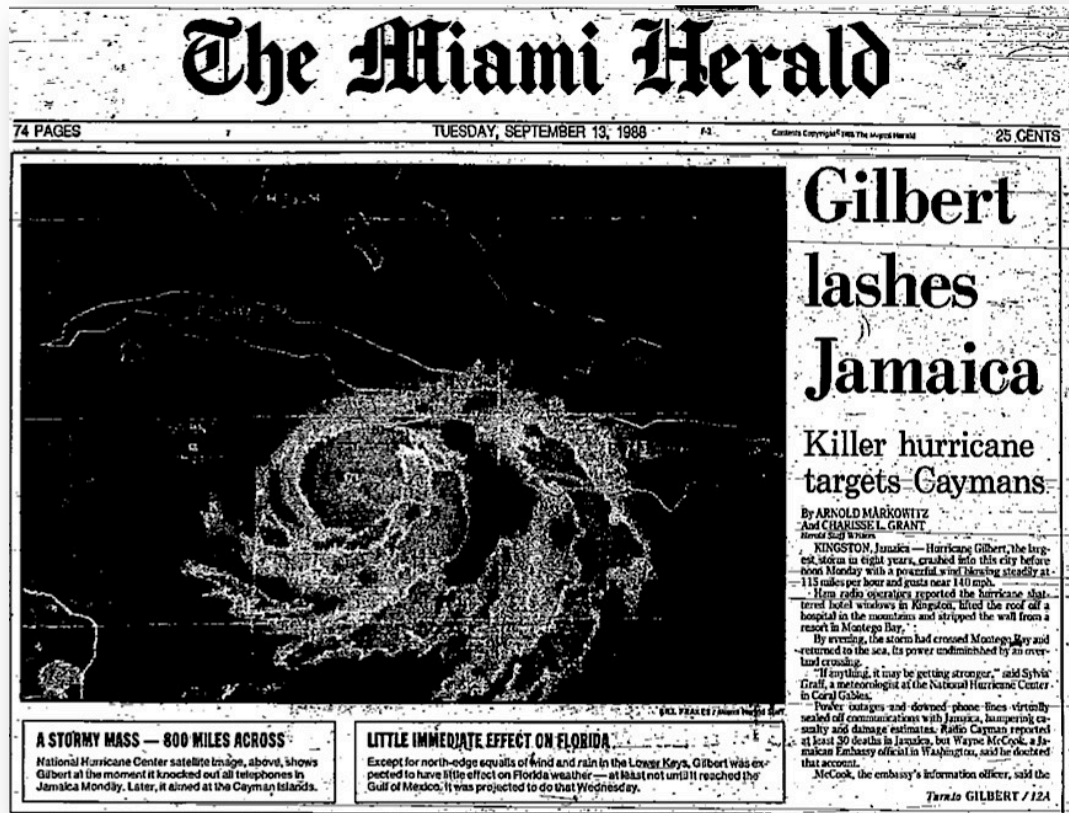 The Miami Herald
74 PAGES
TUESDAY, SEPTEMBER 13, 1988
F-2
Contents Copyright © 1988 The Miami Herald
25 CENTS
Gilbert
lashes
Jamaica
Killer hurricane
targets Caymans
By ARNOLD MARKOWITZ
And CHARISSE L. GRANT
Herald Staff Writers
KINGSTON, Jamaica — Hurricane Gilbert, the larg-
est storm in eight years, crashed into this city before
noon Monday with a powerful wind blowing steadily at
115 miles per hour and gusts near 140 mph.
Ham radio operators reported the hurricane shat-
tered hotel windows in Kingston, lifted the roof off a
hospital in the mountains and stripped the wall from a
resort in Montego Bay.
By evening, the storm had crossed Montego Bay and
returned to the sea, its power undiminished by an over-
land crossing.
"If anything, it may be getting stronger," said Sylvia
Graff, a meteorologist at the National Hurricane Center
in Coral Gables.
Power outages and downed phone lines virtually
sealed off communications with Jamaica, hampering ca-
sualty and damage estimates. Radio Cayman reported
at least 30 deaths in Jamaica, but Wayne McCook, a Ja-
maican Embassy official in Washington, said he doubted
that account.
McCook, the embassy's information officer, said the
Turn to GILBERT / 12A
/ Miami Herald Staff
A STORMY MASS — 800 MILES ACROSS
National Hurricane Center satellite image, above, shows
Gilbert at the moment it knocked out all telephones in
Jamaica Monday. Later, it aimed at the Cayman Islands.
LITTLE IMMEDIATE EFFECT ON FLORIDA
Except for north-edge squalls of wind and rain in the Lower Keys, Gilbert was ex-
pected to have little effect on Florida weather — at least not until it reached the
Gulf of Mexico. It was projected to do that Wednesday.